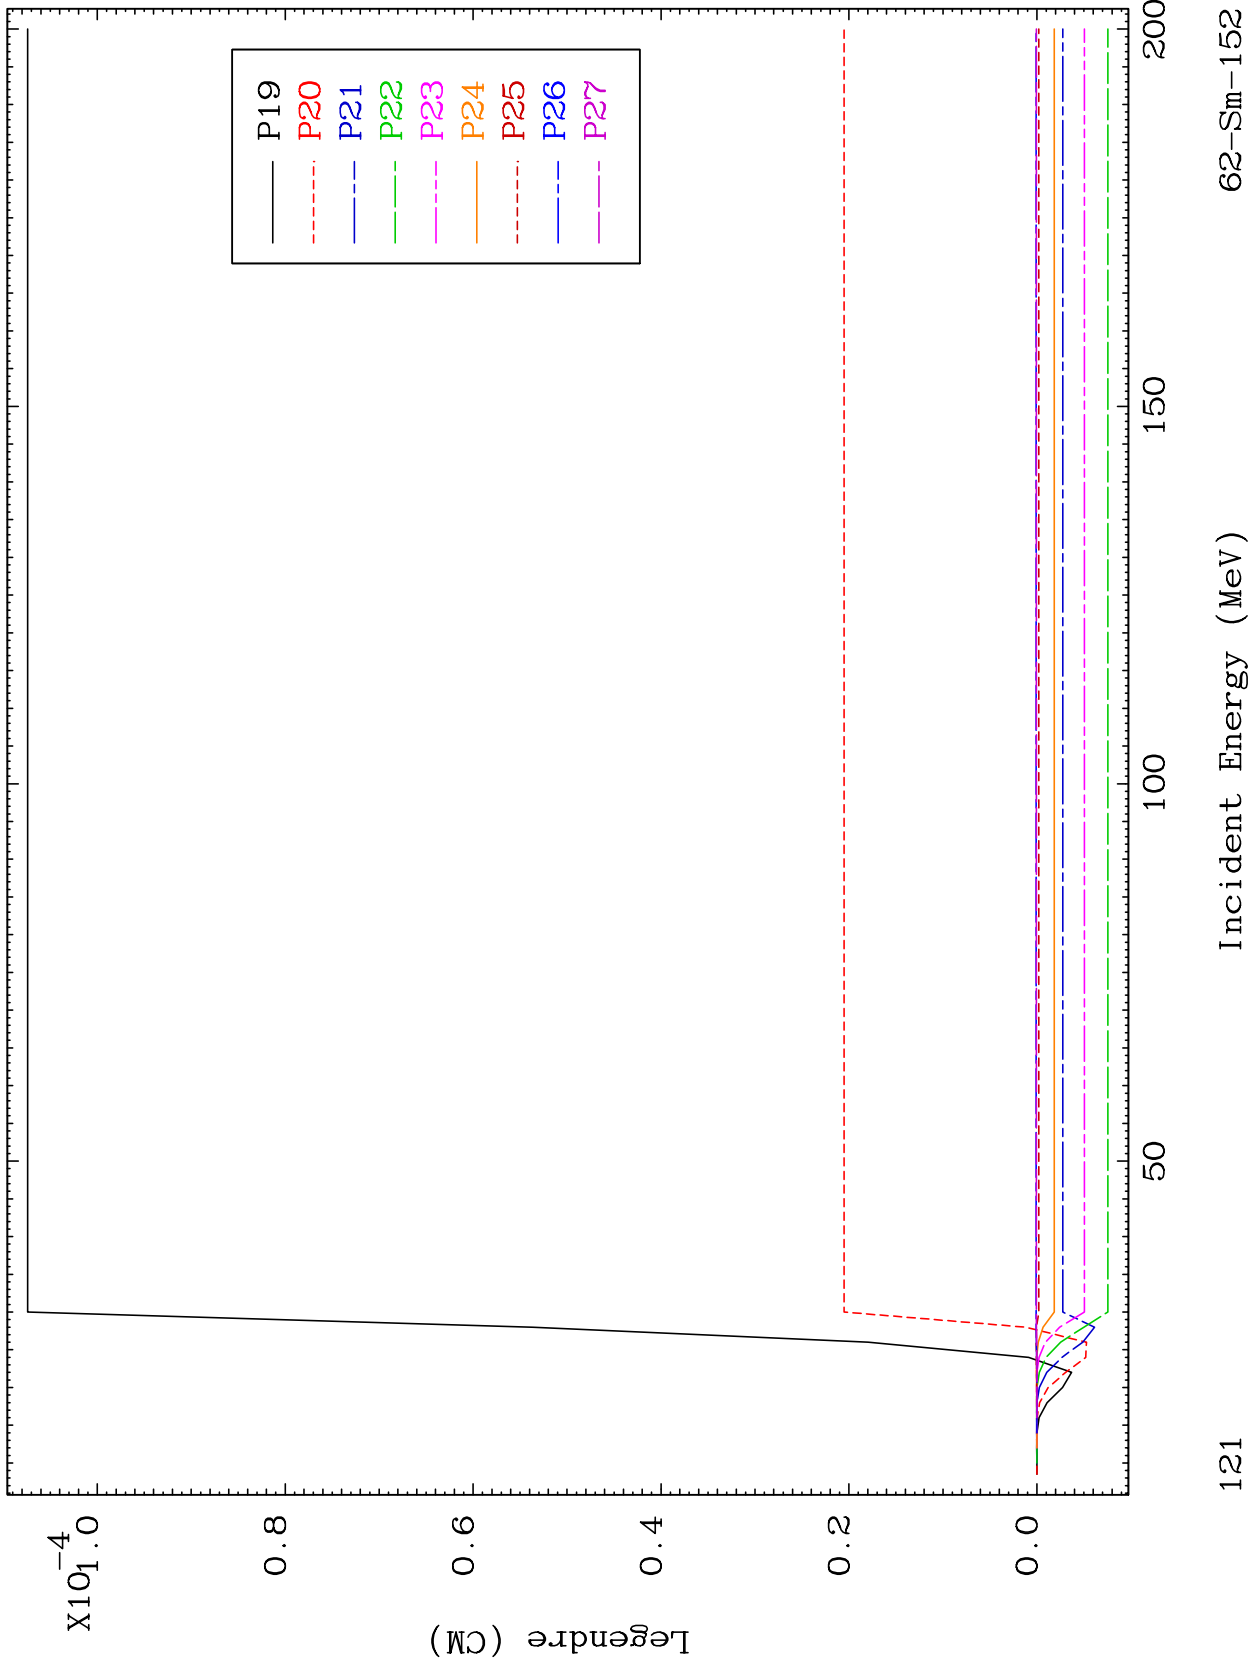 X10⁻⁴
1.0
0.8
0.6
0.4
0.2
0.0
Legendre (CM)
P19
P20
P21
P22
P23
P24
P25
P26
P27
50
100
150
200
Incident Energy (MeV)
121
62-Sm-152